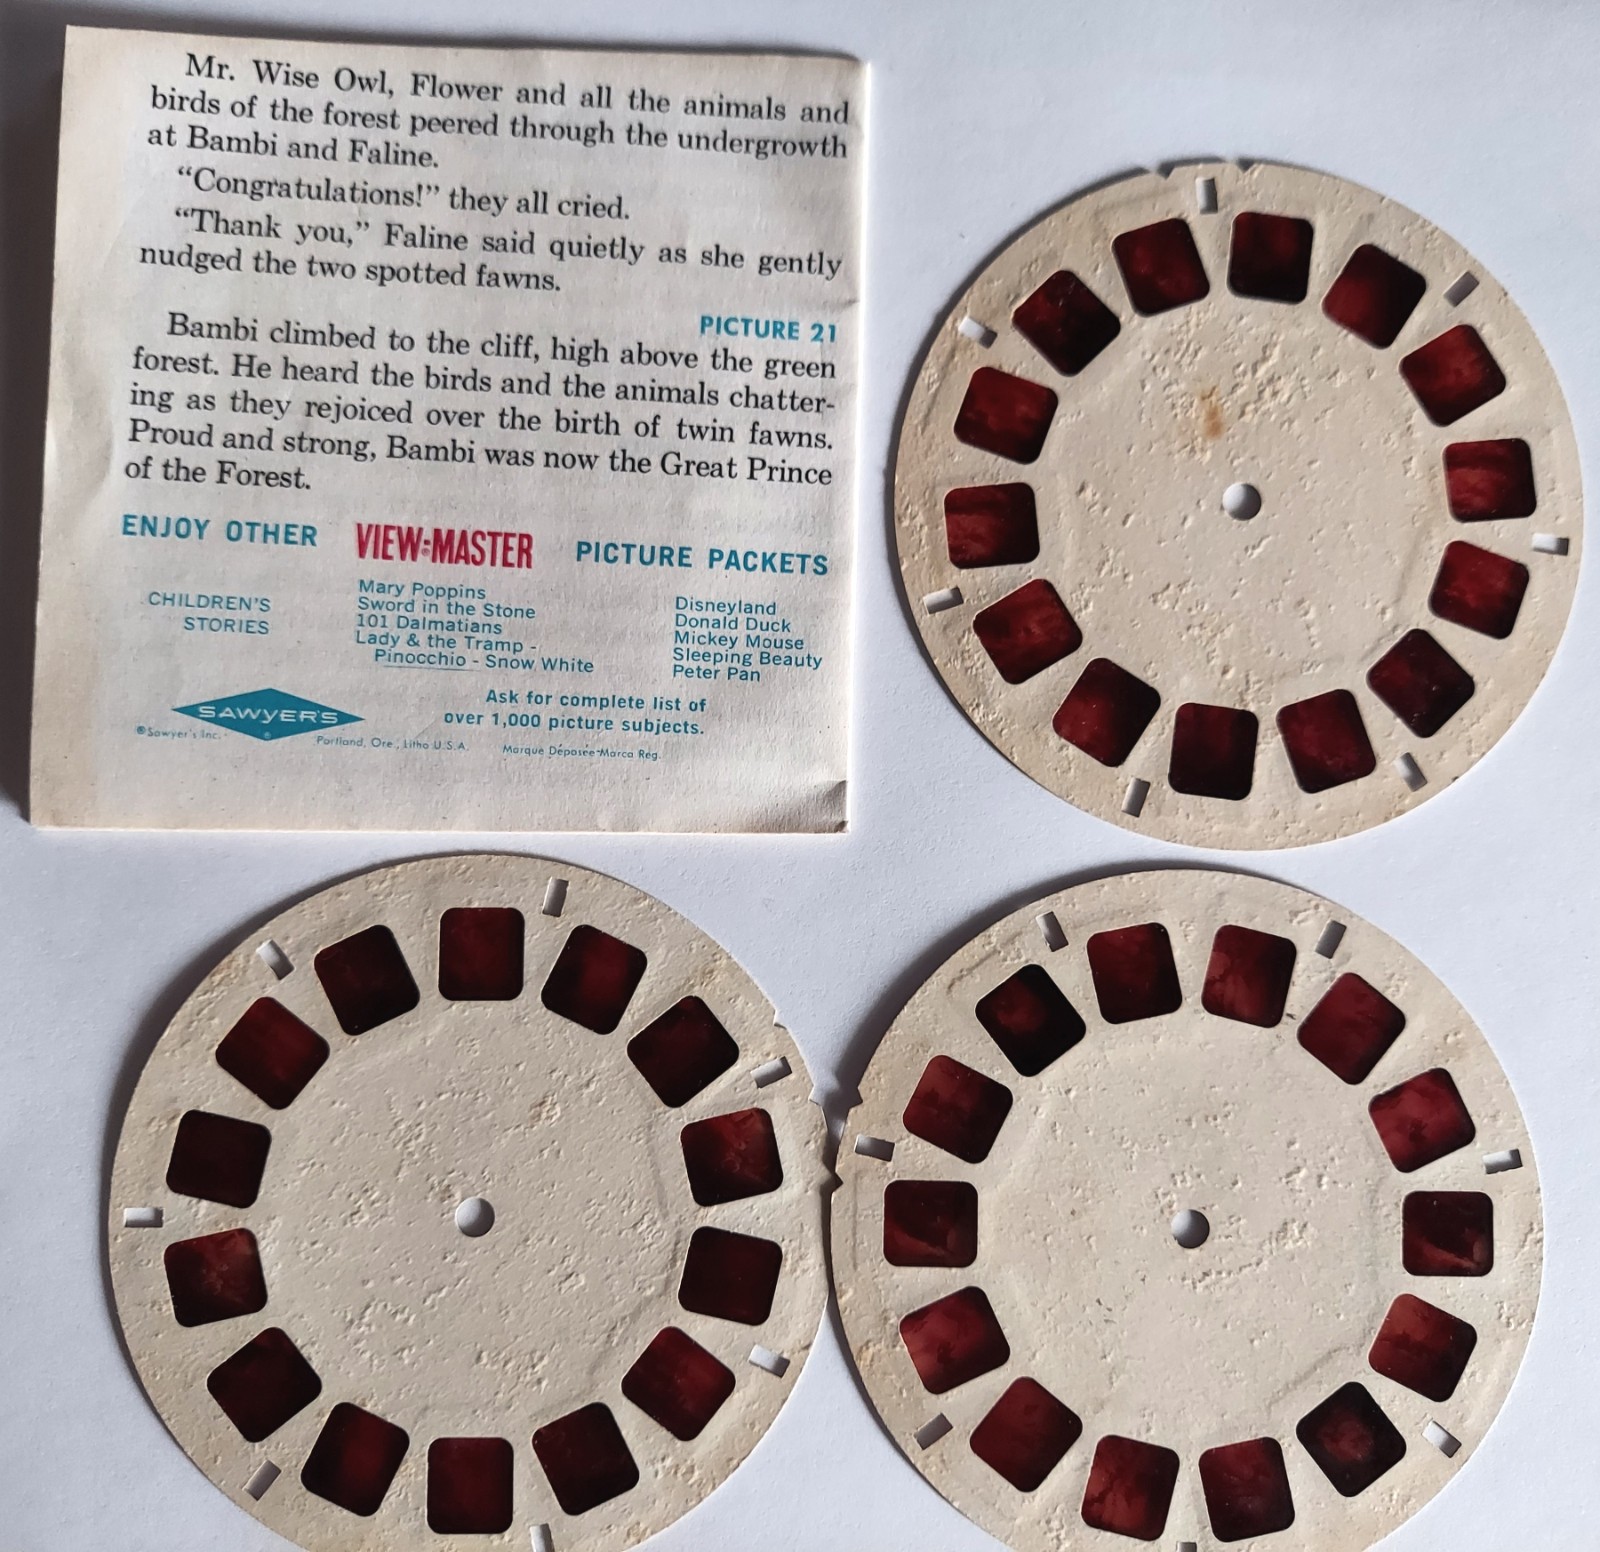 Mr. Wise Owl, Flower and all the animals and
birds of the forest peered through the undergrowth
at Bambi and Faline.
“Congratulations!” they all cried.
“Thank you,” Faline said quietly as she gently
nudged the two spotted fawns.
PICTURE 21
Bambi climbed to the cliff, high above the green
forest. He heard the birds and the animals chatter-
ing as they rejoiced over the birth of twin fawns.
Proud and strong, Bambi was now the Great Prince
of the Forest.
ENJOY OTHER VIEW-MASTER PICTURE PACKETS
CHILDREN'S
STORIES
Mary Poppins
Sword in the Stone
101 Dalmatians
Lady & the Tramp -
Pinocchio - Snow White
Disneyland
Donald Duck
Mickey Mouse
Sleeping Beauty
Peter Pan
Ask for complete list of
over 1,000 picture subjects.
SAWYER'S
®
®Sawyer's Inc. Portland, Ore., Litho U.S.A. Marque Déposée-Marca Reg.